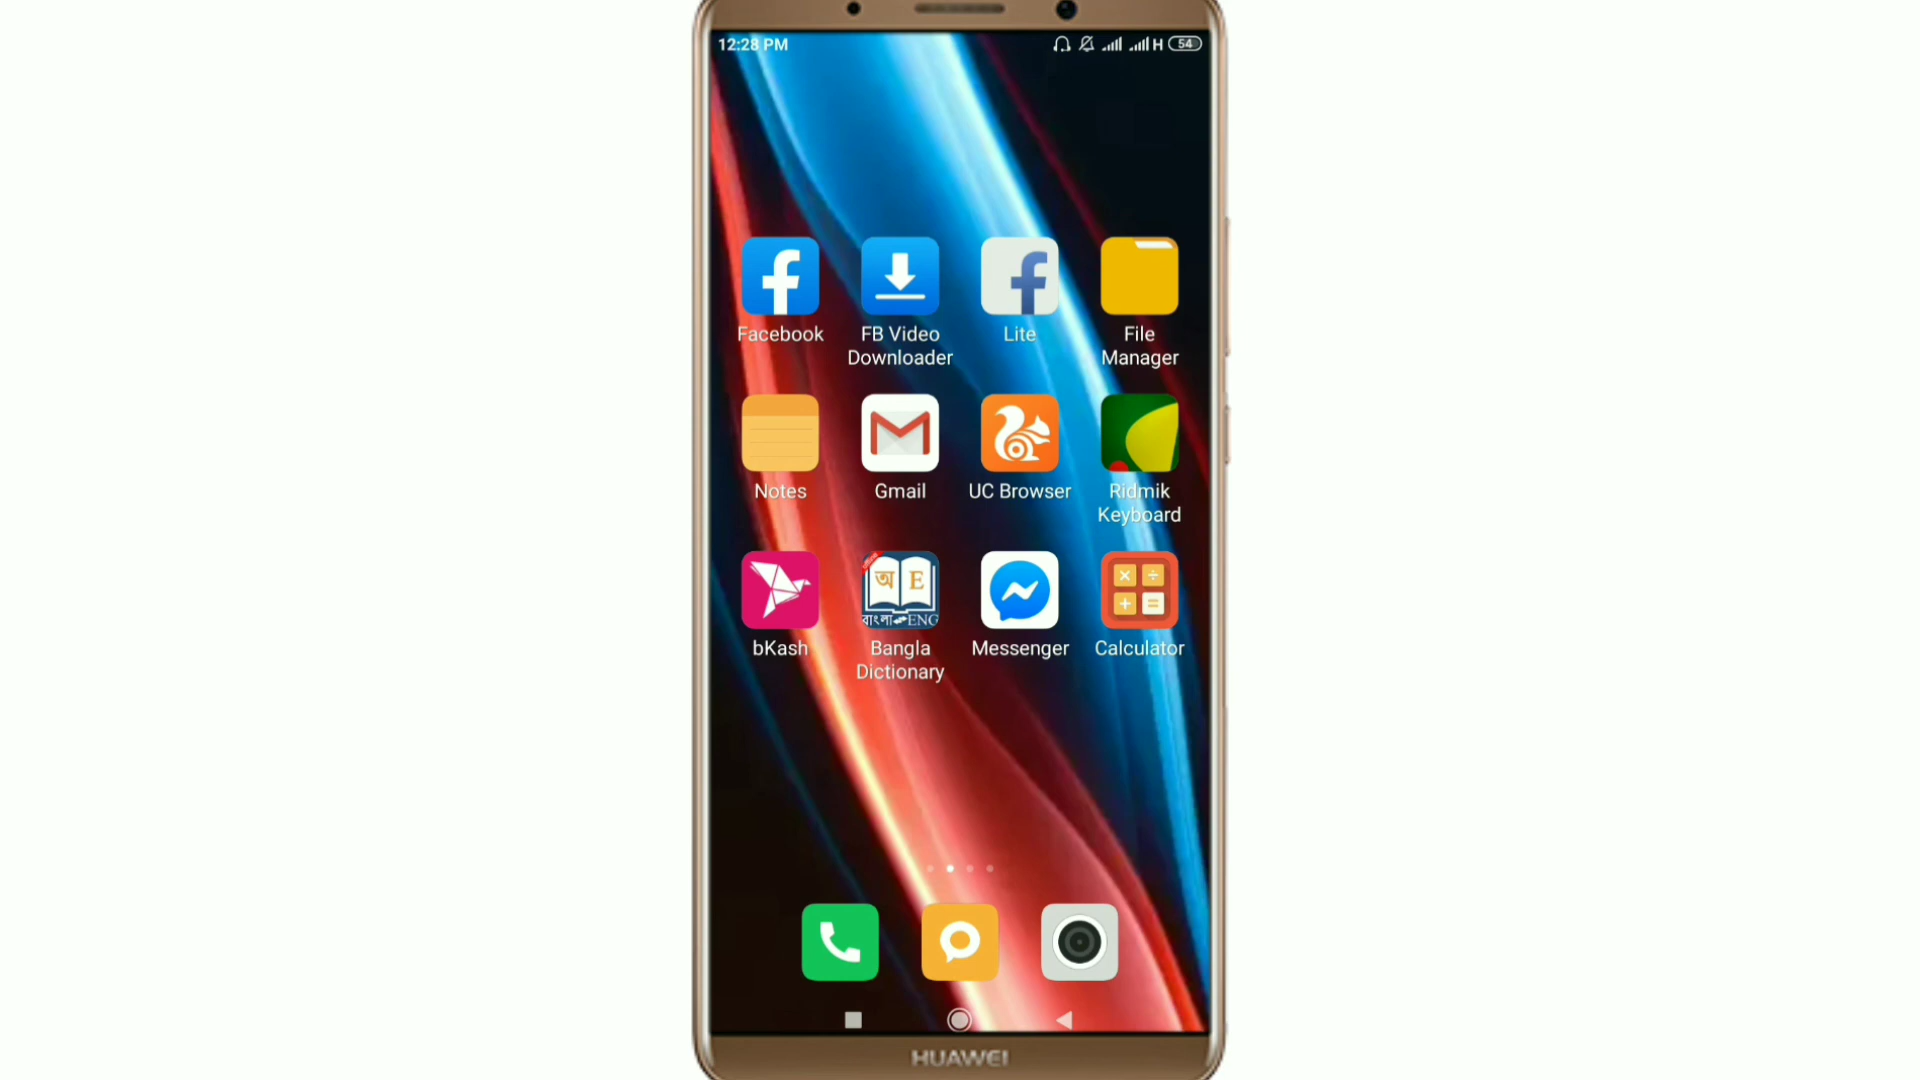 12:28 PM
H 54
Facebook
FB Video
Downloader
Lite
File
Manager
Notes
Gmail
UC Browser
Ridmik
Keyboard
অ E
বাংলা ENG
bKash
Bangla
Dictionary
Messenger
Calculator
HUAWEI